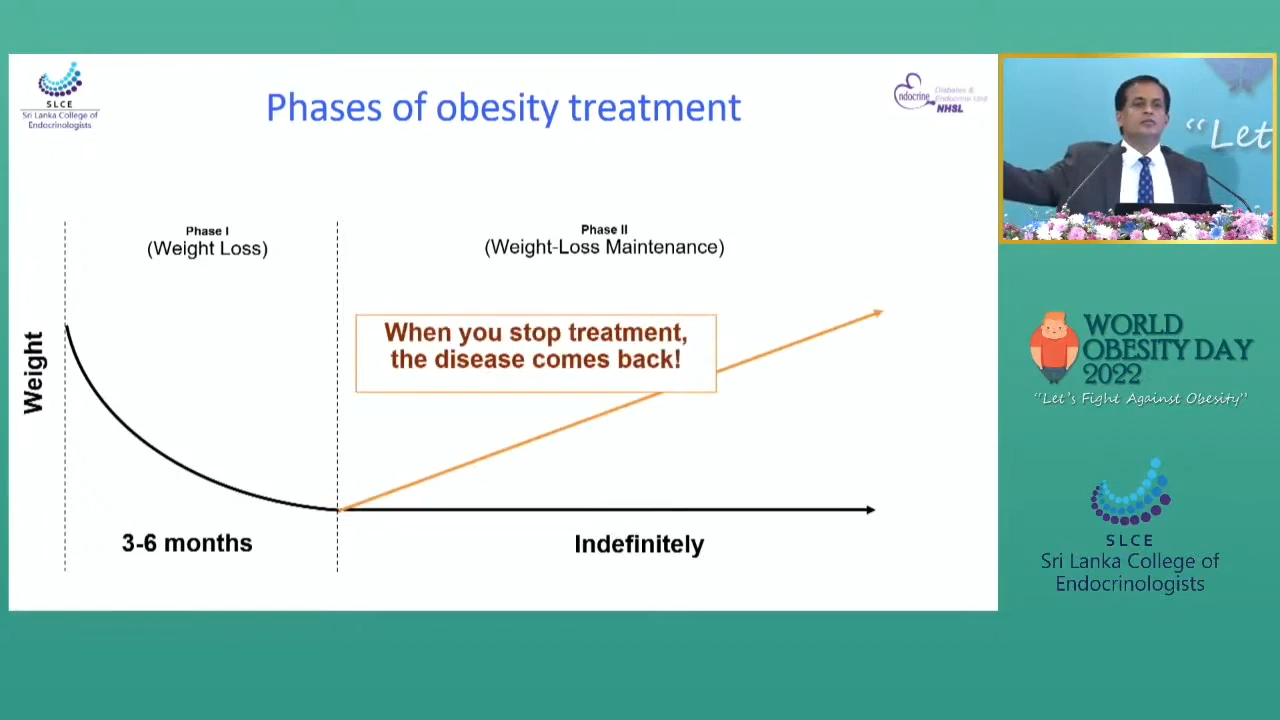 SLCE
Sri Lanka College of
Endocrinologists
Phases of obesity treatment
ndocrine
Diabetes &
Endocrine Unit
NHSL
Phase I
(Weight Loss)
Phase II
(Weight-Loss Maintenance)
Weight
When you stop treatment,
the disease comes back!
3-6 months
Indefinitely
“Let
WORLD
OBESITY DAY
2022
“Let’s Fight Against Obesity”
SLCE
Sri Lanka College of
Endocrinologists